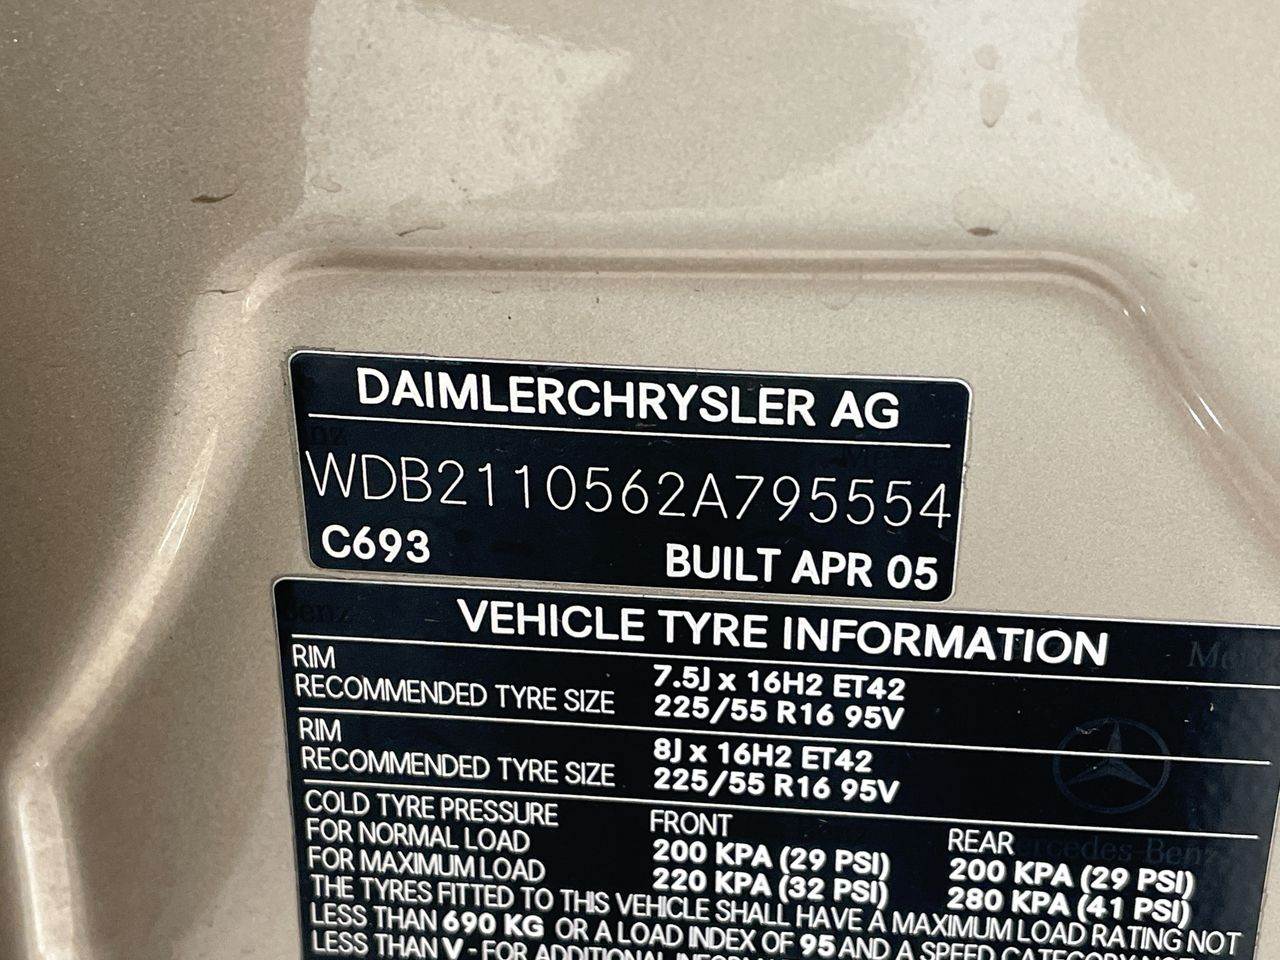 DAIMLERCHRYSLER AG
WDB2110562A795554
C693 BUILT APR 05
VEHICLE TYRE INFORMATION
RIM 7.5J x 16H2 ET42
RECOMMENDED TYRE SIZE 225/55 R16 95V
RIM 8J x 16H2 ET42
RECOMMENDED TYRE SIZE 225/55 R16 95V
COLD TYRE PRESSURE FRONT REAR
FOR NORMAL LOAD 200 KPA (29 PSI) 200 KPA (29 PSI)
FOR MAXIMUM LOAD 220 KPA (32 PSI) 280 KPA (41 PSI)
THE TYRES FITTED TO THIS VEHICLE SHALL HAVE A MAXIMUM LOAD RATING NOT
LESS THAN 690 KG OR A LOAD INDEX OF 95 AND A SPEED CATEGORY NOT
LESS THAN V - FOR ADDITIONAL